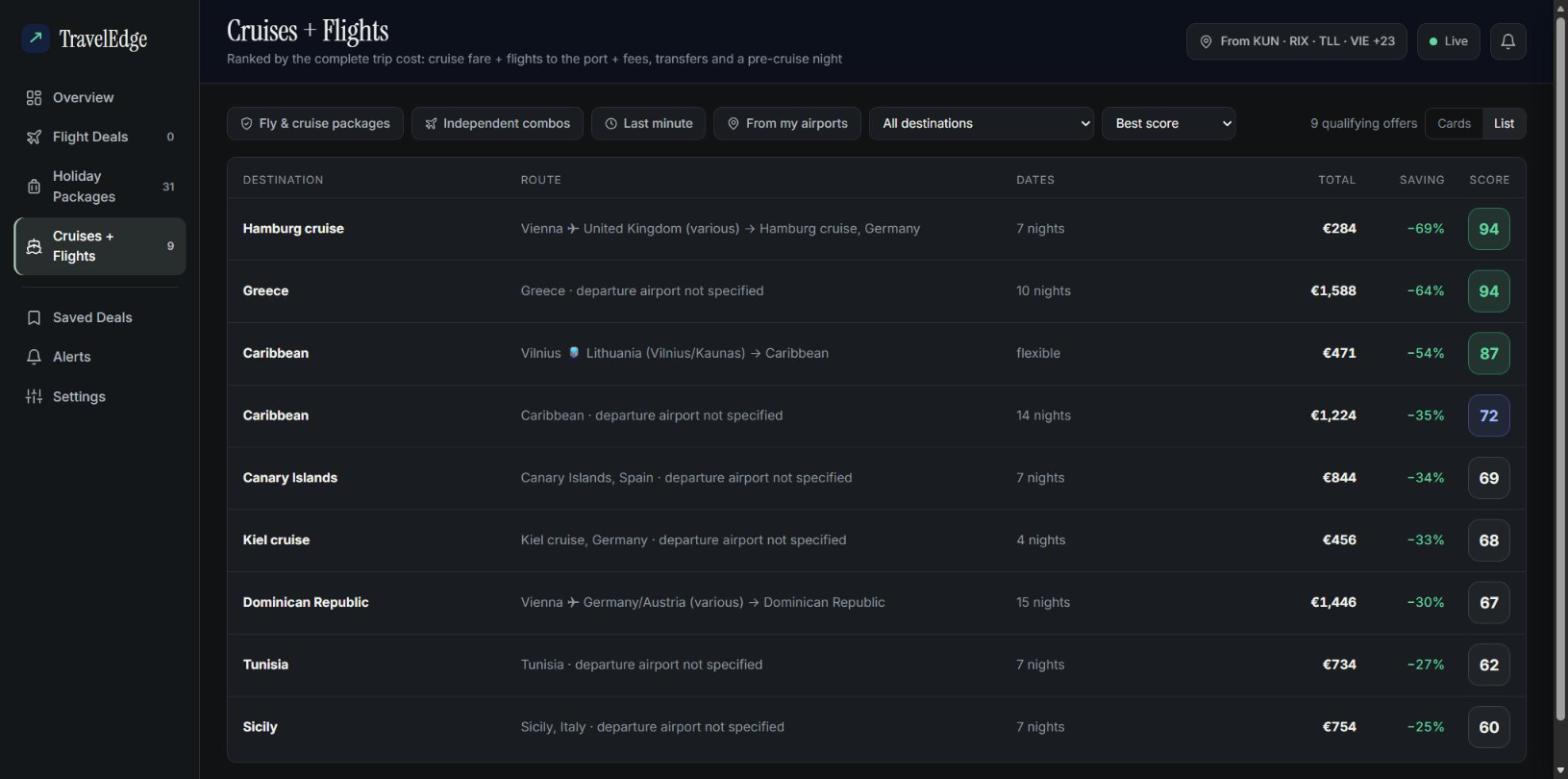 TravelEdge
Overview
Flight Deals 0
Holiday
Packages 31
Cruises +
Flights 9
Saved Deals
Alerts
Settings
Cruises + Flights
Ranked by the complete trip cost: cruise fare + flights to the port + fees, transfers and a pre-cruise night
From KUN · RIX · TLL · VIE +23
Live
Fly & cruise packages
Independent combos
Last minute
From my airports
All destinations
Best score
9 qualifying offers
Cards
List
DESTINATION ROUTE DATES TOTAL SAVING SCORE
Hamburg cruise Vienna ✈ United Kingdom (various) → Hamburg cruise, Germany 7 nights €284 −69% 94
Greece Greece · departure airport not specified 10 nights €1,588 −64% 94
Caribbean Vilnius Lithuania (Vilnius/Kaunas) → Caribbean flexible €471 −54% 87
Caribbean Caribbean · departure airport not specified 14 nights €1,224 −35% 72
Canary Islands Canary Islands, Spain · departure airport not specified 7 nights €844 −34% 69
Kiel cruise Kiel cruise, Germany · departure airport not specified 4 nights €456 −33% 68
Dominican Republic Vienna ✈ Germany/Austria (various) → Dominican Republic 15 nights €1,446 −30% 67
Tunisia Tunisia · departure airport not specified 7 nights €734 −27% 62
Sicily Sicily, Italy · departure airport not specified 7 nights €754 −25% 60